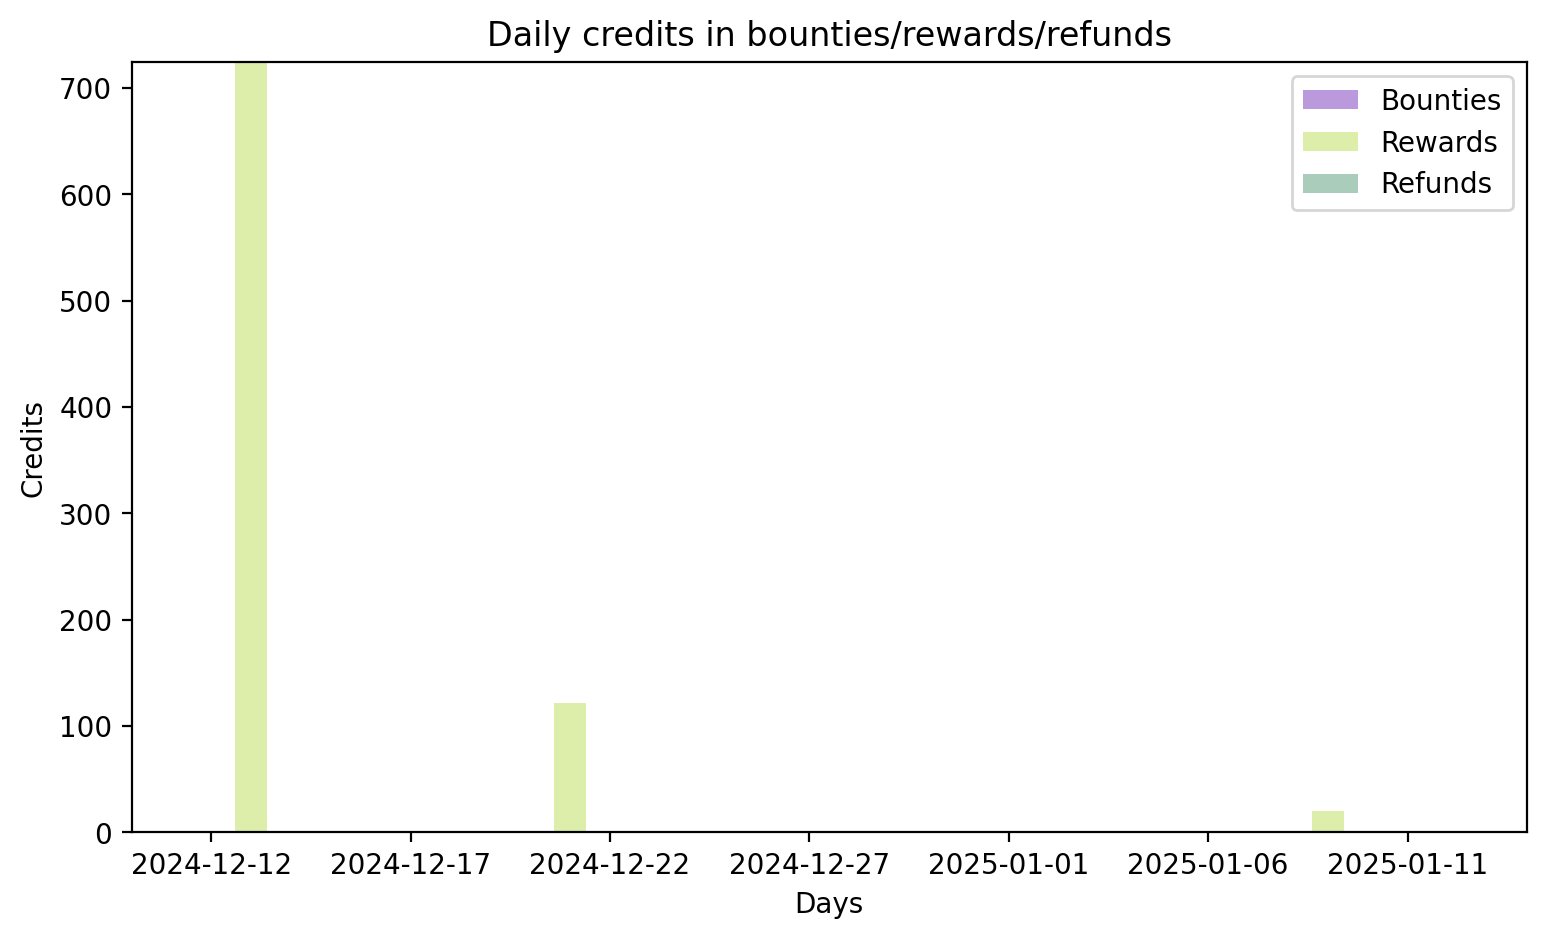 Daily credits in bounties/rewards/refunds
700
600
500
400
300
200
100
0
Credits
Bounties
Rewards
Refunds
2024-12-12 2024-12-17 2024-12-22 2024-12-27 2025-01-01 2025-01-06 2025-01-11
Days